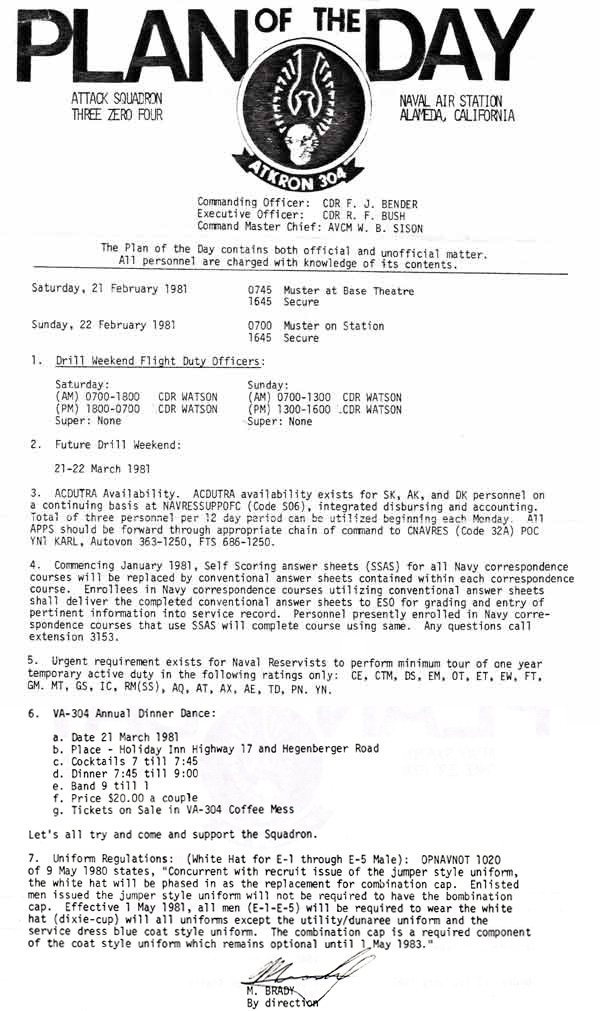 PLAN OF THE DAY
ATTACK SQUADRON
THREE ZERO FOUR
NAVAL AIR STATION
ALAMEDA, CALIFORNIA
ATKRON 304
Commanding Officer: CDR F. J. BENDER
Executive Officer: CDR R. F. BUSH
Command Master Chief: AVCM W. B. SISON
The Plan of the Day contains both official and unofficial matter.
All personnel are charged with knowledge of its contents.
Saturday, 21 February 1981 0745 Muster at Base Theatre
1645 Secure
Sunday, 22 February 1981 0700 Muster on Station
1645 Secure
1. Drill Weekend Flight Duty Officers:
Saturday: Sunday:
(AM) 0700-1800 CDR WATSON (AM) 0700-1300 CDR WATSON
(PM) 1800-0700 CDR WATSON (PM) 1300-1600 CDR WATSON
Super: None Super: None
2. Future Drill Weekend:
21-22 March 1981
3. ACDUTRA Availability. ACDUTRA availability exists for SK, AK, and DK personnel on
a continuing basis at NAVRESSUPPOFC (Code S06), integrated disbursing and accounting.
Total of three personnel per 12 day period can be utilized beginning each Monday. All
APPS should be forward through appropriate chain of command to CNAVRES (Code 32A) POC
YN1 KARL, Autovon 363-1250, FTS 686-1250.
4. Commencing January 1981, Self Scoring answer sheets (SSAS) for all Navy correspondence
courses will be replaced by conventional answer sheets contained within each correspondence
course. Enrollees in Navy correspondence courses utilizing conventional answer sheets
shall deliver the completed conventional answer sheets to ESO for grading and entry of
pertinent information into service record. Personnel presently enrolled in Navy corre-
spondence courses that use SSAS will complete course using same. Any questions call
extension 3153.
5. Urgent requirement exists for Naval Reservists to perform minimum tour of one year
temporary active duty in the following ratings only: CE, CTM, DS, EM, OT, ET, EW, FT,
GM. MT, GS, IC, RM(SS), AQ, AT, AX, AE, TD, PN. YN.
6. VA-304 Annual Dinner Dance:
a. Date 21 March 1981
b. Place - Holiday Inn Highway 17 and Hegenberger Road
c. Cocktails 7 till 7:45
d. Dinner 7:45 till 9:00
e. Band 9 till 1
f. Price $20.00 a couple
g. Tickets on Sale in VA-304 Coffee Mess
Let's all try and come and support the Squadron.
7. Uniform Regulations: (White Hat for E-1 through E-5 Male): OPNAVNOT 1020
of 9 May 1980 states, "Concurrent with recruit issue of the jumper style uniform,
the white hat will be phased in as the replacement for combination cap. Enlisted
men issued the jumper style uniform will not be required to have the bombination
cap. Effective 1 May 1981, all men (E-1-E-5) will be required to wear the white
hat (dixie-cup) will all uniforms except the utility/dunaree uniform and the
service dress blue coat style uniform. The combination cap is a required component
of the coat style uniform which remains optional until 1 May 1983."
M. BRADY
By direction